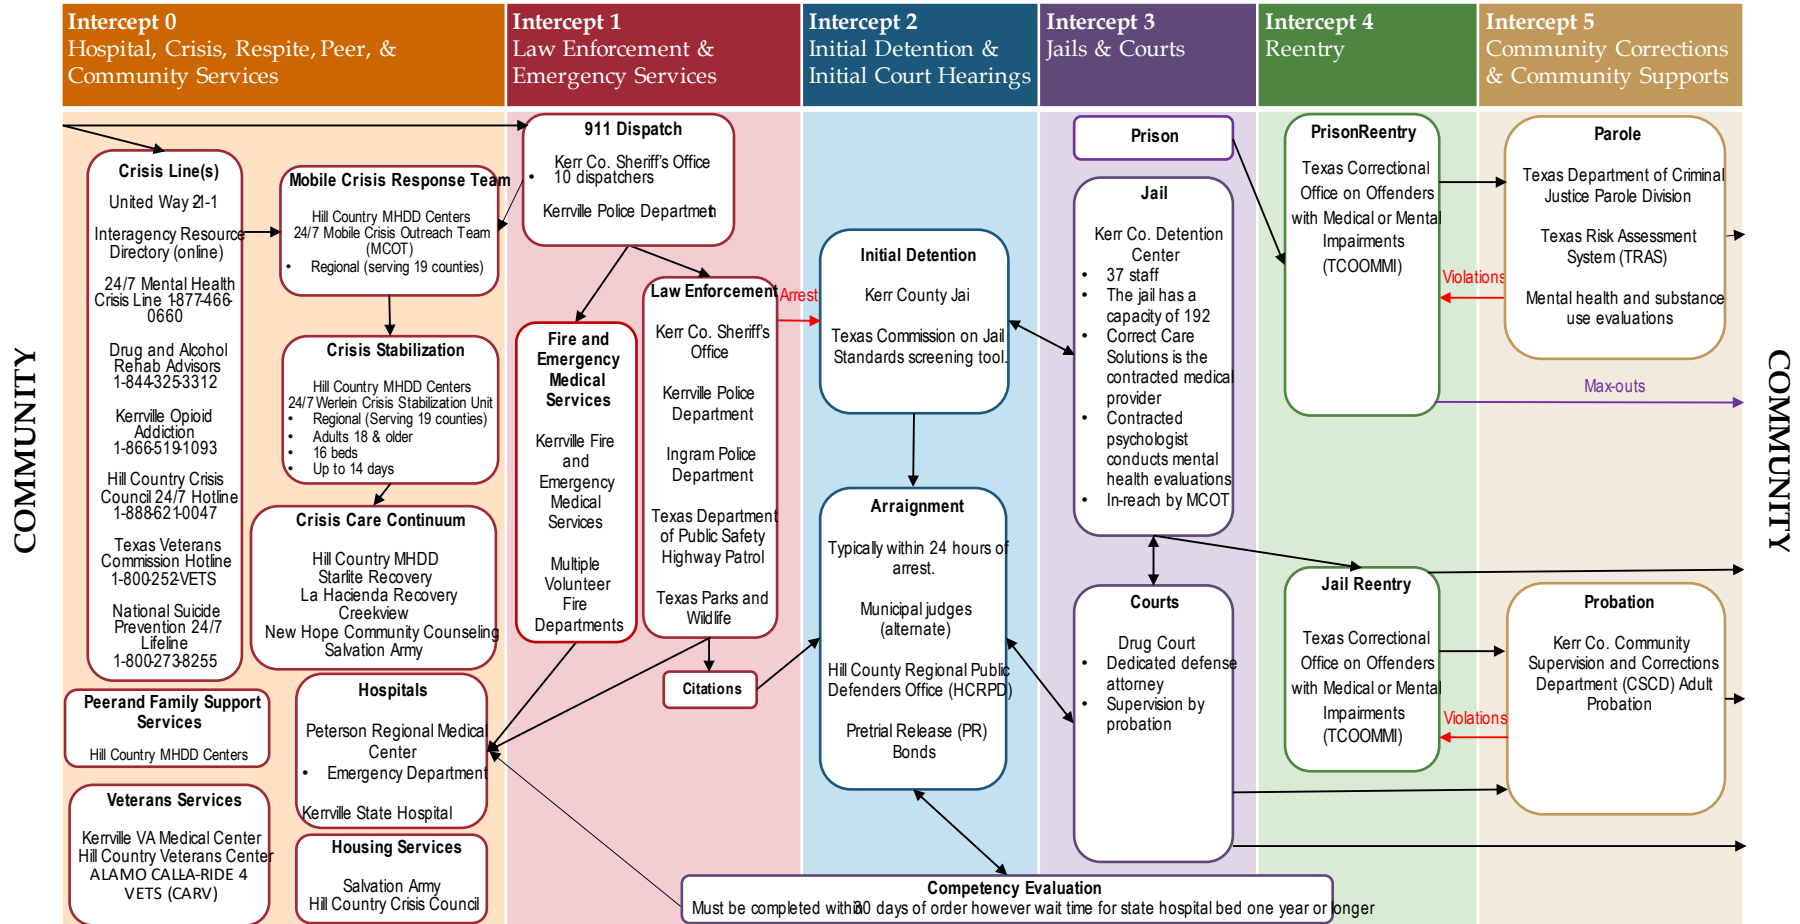 Intercept 0
Hospital, Crisis, Respite, Peer, &
Community Services
Intercept 1
Law Enforcement &
Emergency Services
Intercept 2
Initial Detention &
Initial Court Hearings
Intercept 3
Jails & Courts
Intercept 4
Reentry
Intercept 5
Community Corrections
& Community Supports
COMMUNITY
Crisis Line(s)
United Way 21-1
Interagency Resource
Directory (online)
24/7 Mental Health
Crisis Line 1-877-466-
0660
Drug and Alcohol
Rehab Advisors
1-844-325-3312
Kerrville Opioid
Addiction
1-866-519-1093
Hill Country Crisis
Council 24/7 Hotline
1-888-621-0047
Texas Veterans
Commission Hotline
1-800-252-VETS
National Suicide
Prevention 24/7
Lifeline
1-800-273-8255
Peerand Family Support
Services
Hill Country MHDD Centers
Veterans Services
Kerrville VA Medical Center
Hill Country Veterans Center
ALAMO CALL-A-RIDE 4
VETS (CARV)
Mobile Crisis Response Team
Hill Country MHDD Centers
24/7 Mobile Crisis Outreach Team
(MCOT)
• Regional (serving 19 counties)
Crisis Stabilization
Hill Country MHDD Centers
24/7 Werlein Crisis Stabilization Unit
• Regional (Serving 19 counties)
• Adults 18 & older
• 16 beds
• Up to 14 days
Crisis Care Continuum
Hill Country MHDD
Starlite Recovery
La Hacienda Recovery
Creekview
New Hope Community Counseling
Salvation Army
Hospitals
Peterson Regional Medical
Center
• Emergency Department
Kerrville State Hospital
Housing Services
Salvation Army
Hill Country Crisis Council
911 Dispatch
Kerr Co. Sheriff's Office
• 10 dispatchers
Kerrville Police Department
Fire and
Emergency
Medical
Services
Kerrville Fire
and
Emergency
Medical
Services
Multiple
Volunteer
Fire
Departments
Law Enforcement
Kerr Co. Sheriff's
Office
Kerrville Police
Department
Ingram Police
Department
Texas Department
of Public Safety
Highway Patrol
Texas Parks and
Wildlife
Citations
Arrest
Initial Detention
Kerr County Jai
Texas Commission on Jail
Standards screening tool.
Arraignment
Typically within 24 hours of
arrest.
Municipal judges
(alternate)
Hill County Regional Public
Defenders Office (HCRPD)
Pretrial Release (PR)
Bonds
Competency Evaluation
Must be completed within 30 days of order however wait time for state hospital bed one year or longer
Prison
Jail
Kerr Co. Detention
Center
• 37 staff
• The jail has a
capacity of 192
• Correct Care
Solutions is the
contracted medical
provider
• Contracted
psychologist
conducts mental
health evaluations
• In-reach by MCOT
Courts
Drug Court
• Dedicated defense
attorney
• Supervision by
probation
PrisonReentry
Texas Correctional
Office on Offenders
with Medical or Mental
Impairments
(TCOOMMI)
Jail Reentry
Texas Correctional
Office on Offenders
with Medical or Mental
Impairments
(TCOOMMI)
Violations
Max-outs
Violations
Parole
Texas Department of Criminal
Justice Parole Division
Texas Risk Assessment
System (TRAS)
Mental health and substance
use evaluations
Probation
Kerr Co. Community
Supervision and Corrections
Department (CSCD) Adult
Probation
COMMUNITY